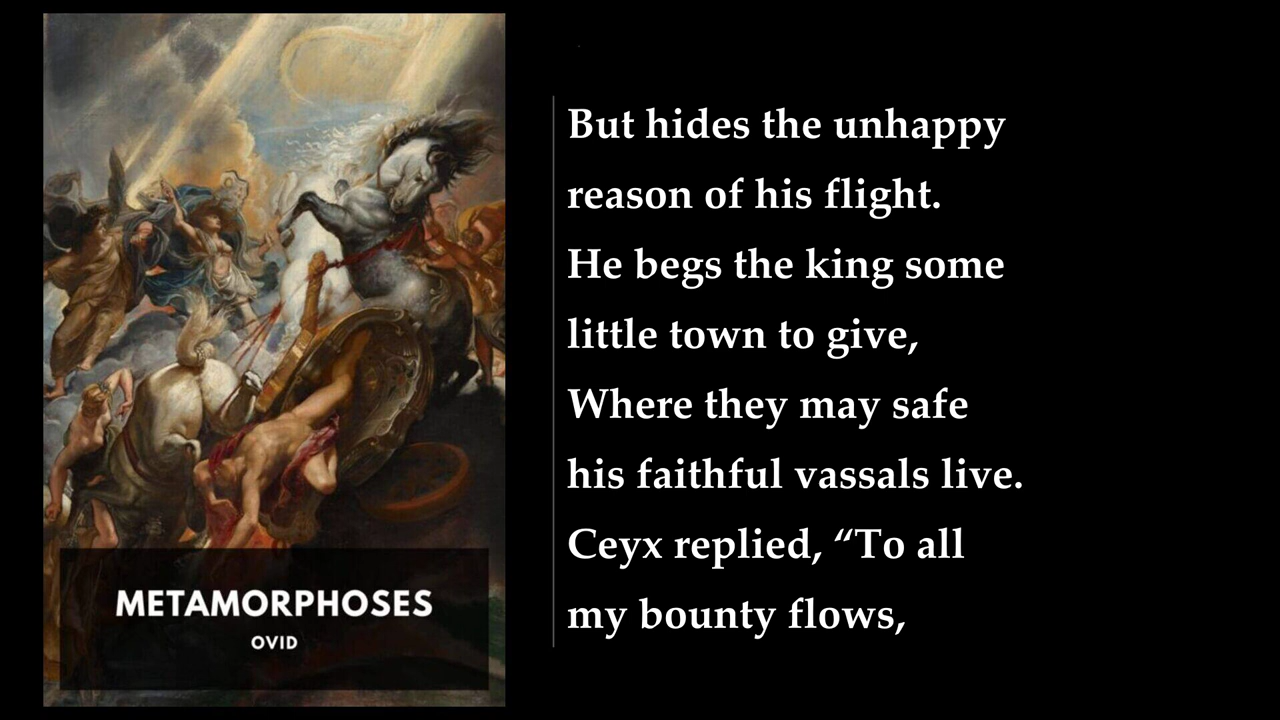 METAMORPHOSES
OVID
But hides the unhappy
reason of his flight.
He begs the king some
little town to give,
Where they may safe
his faithful vassals live.
Ceyx replied, “To all
my bounty flows,